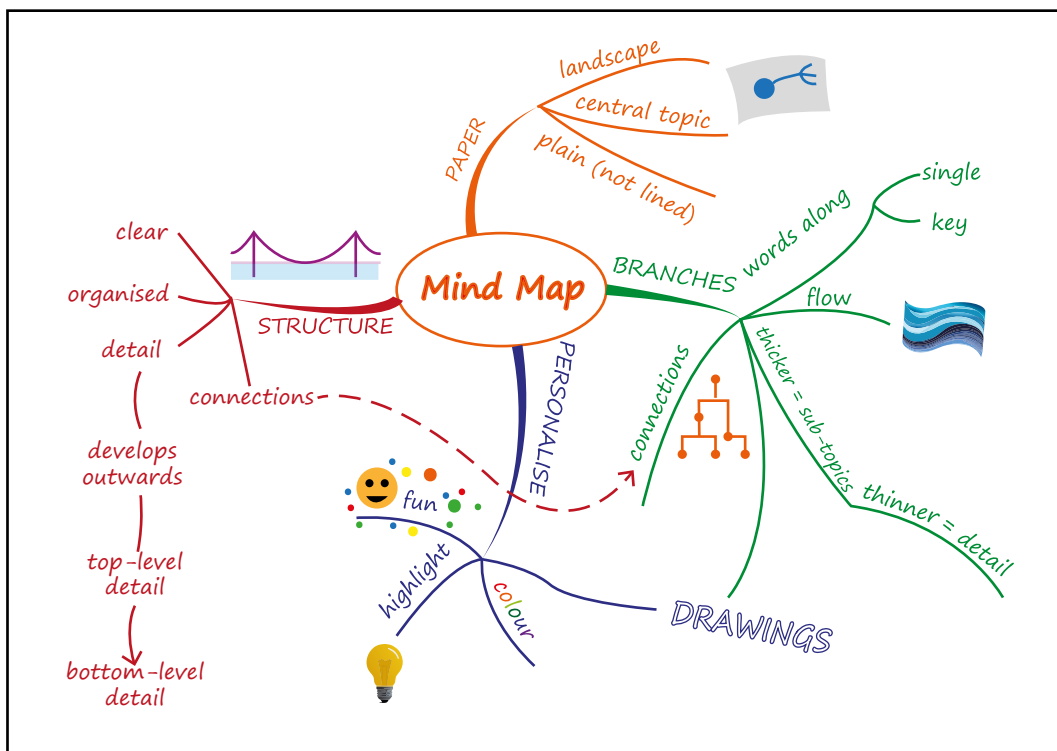 Mind Map
PAPER
landscape
central topic
plain (not lined)
BRANCHES
words along
single
key
flow
thicker = sub-topics
thinner = detail
connections
PERSONALISE
DRAWINGS
colour
highlight
fun
STRUCTURE
clear
organised
detail
develops
outwards
top-level
detail
bottom-level
detail
connections